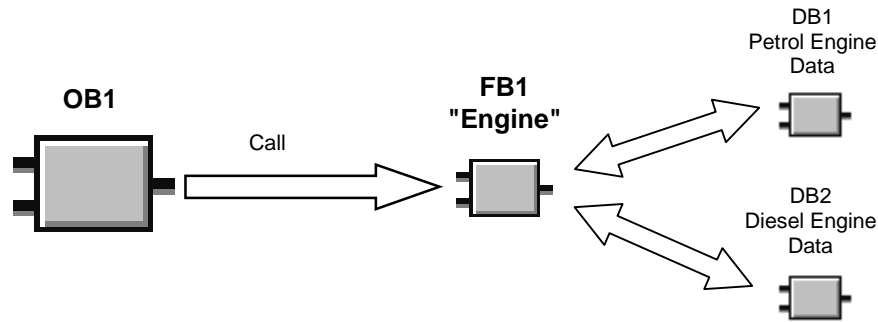 OB1
Call
FB1
"Engine"
DB1
Petrol Engine
Data
DB2
Diesel Engine
Data